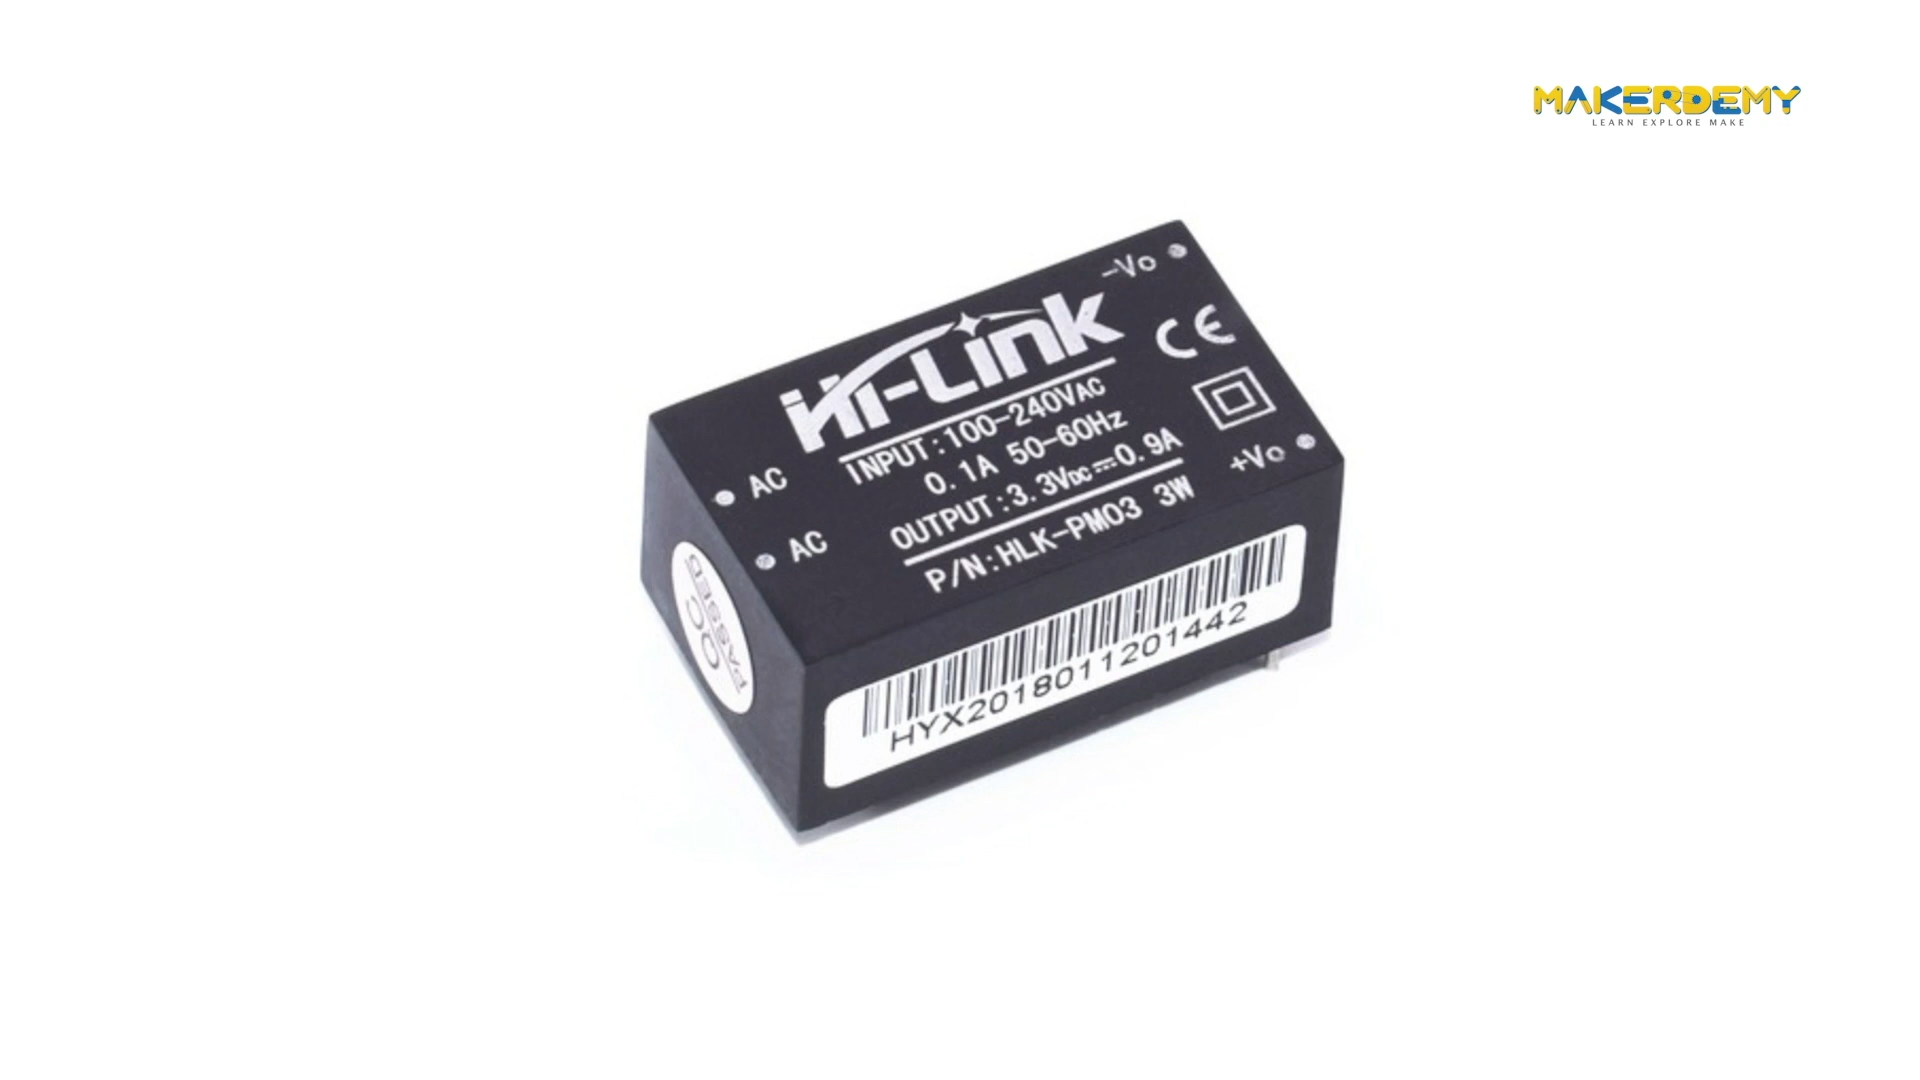 MAKERDEMY
LEARN EXPLORE MAKE
-Vo
Hi-Link
CE
INPUT:100-240VAC
0.1A 50-60Hz
OUTPUT:3.3VDC⎓0.9A
+Vo
P/N:HLK-PM03 3W
AC
AC
QC
PASSED
HYX2018011201442